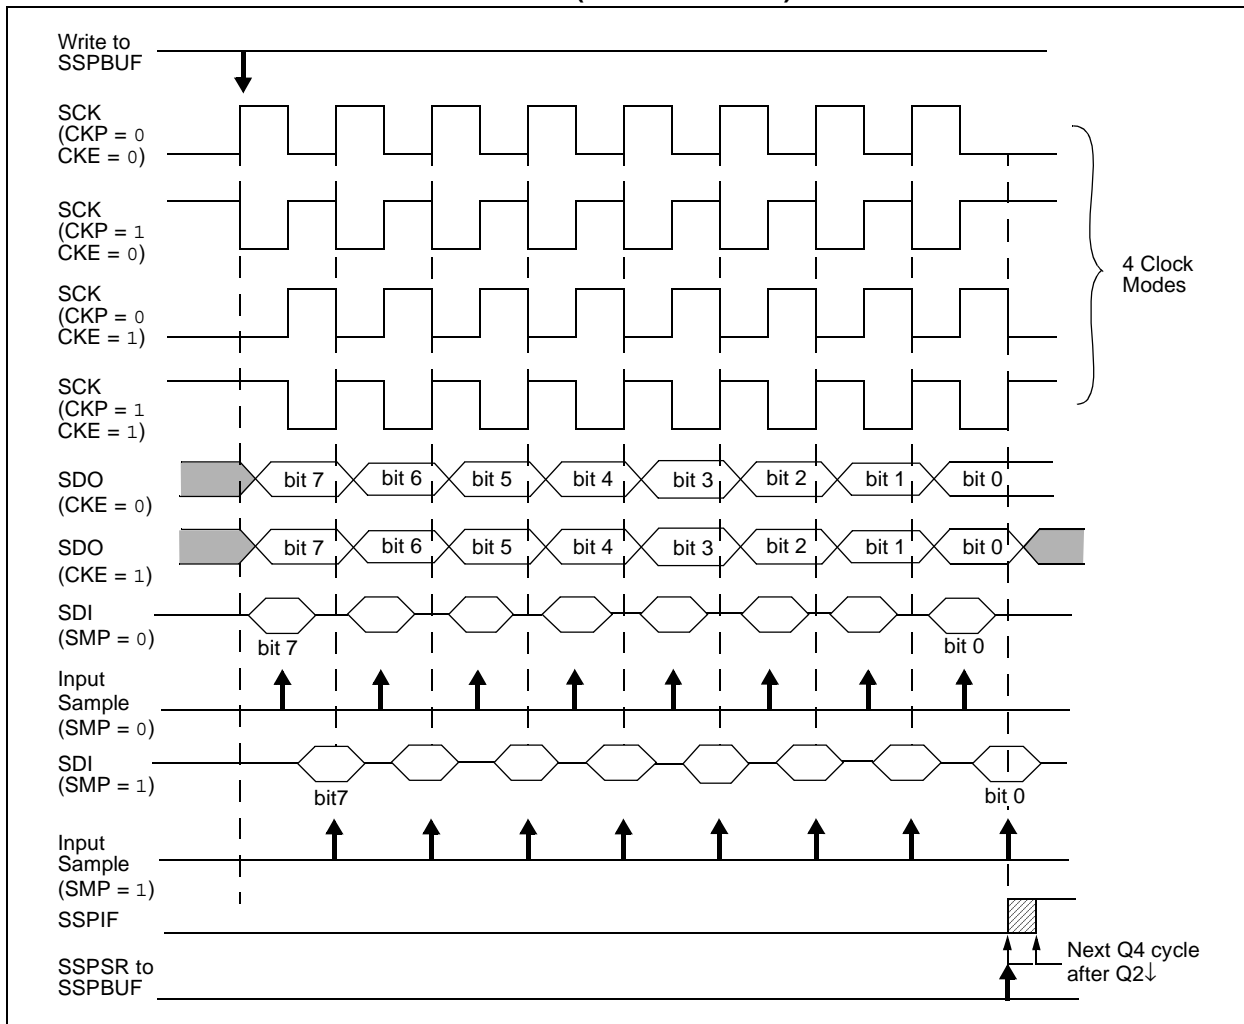 Write to
SSPBUF
SCK
(CKP = 0
CKE = 0)
SCK
(CKP = 1
CKE = 0)
SCK
(CKP = 0
CKE = 1)
SCK
(CKP = 1
CKE = 1)
4 Clock
Modes
SDO
(CKE = 0)
bit 7 bit 6 bit 5 bit 4 bit 3 bit 2 bit 1 bit 0
SDO
(CKE = 1)
bit 7 bit 6 bit 5 bit 4 bit 3 bit 2 bit 1 bit 0
SDI
(SMP = 0)
bit 7 bit 0
Input
Sample
(SMP = 0)
SDI
(SMP = 1)
bit7 bit 0
Input
Sample
(SMP = 1)
SSPIF
SSPSR to
SSPBUF
Next Q4 cycle
after Q2↓